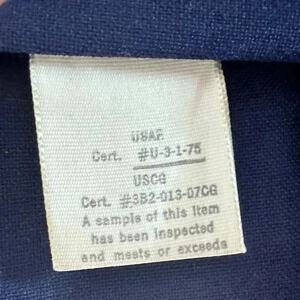 USAF
Cert. #U-3-1-75
USCG
Cert. #3B2-013-07CG
A sample of this item
has been inspected
and meets or exceeds